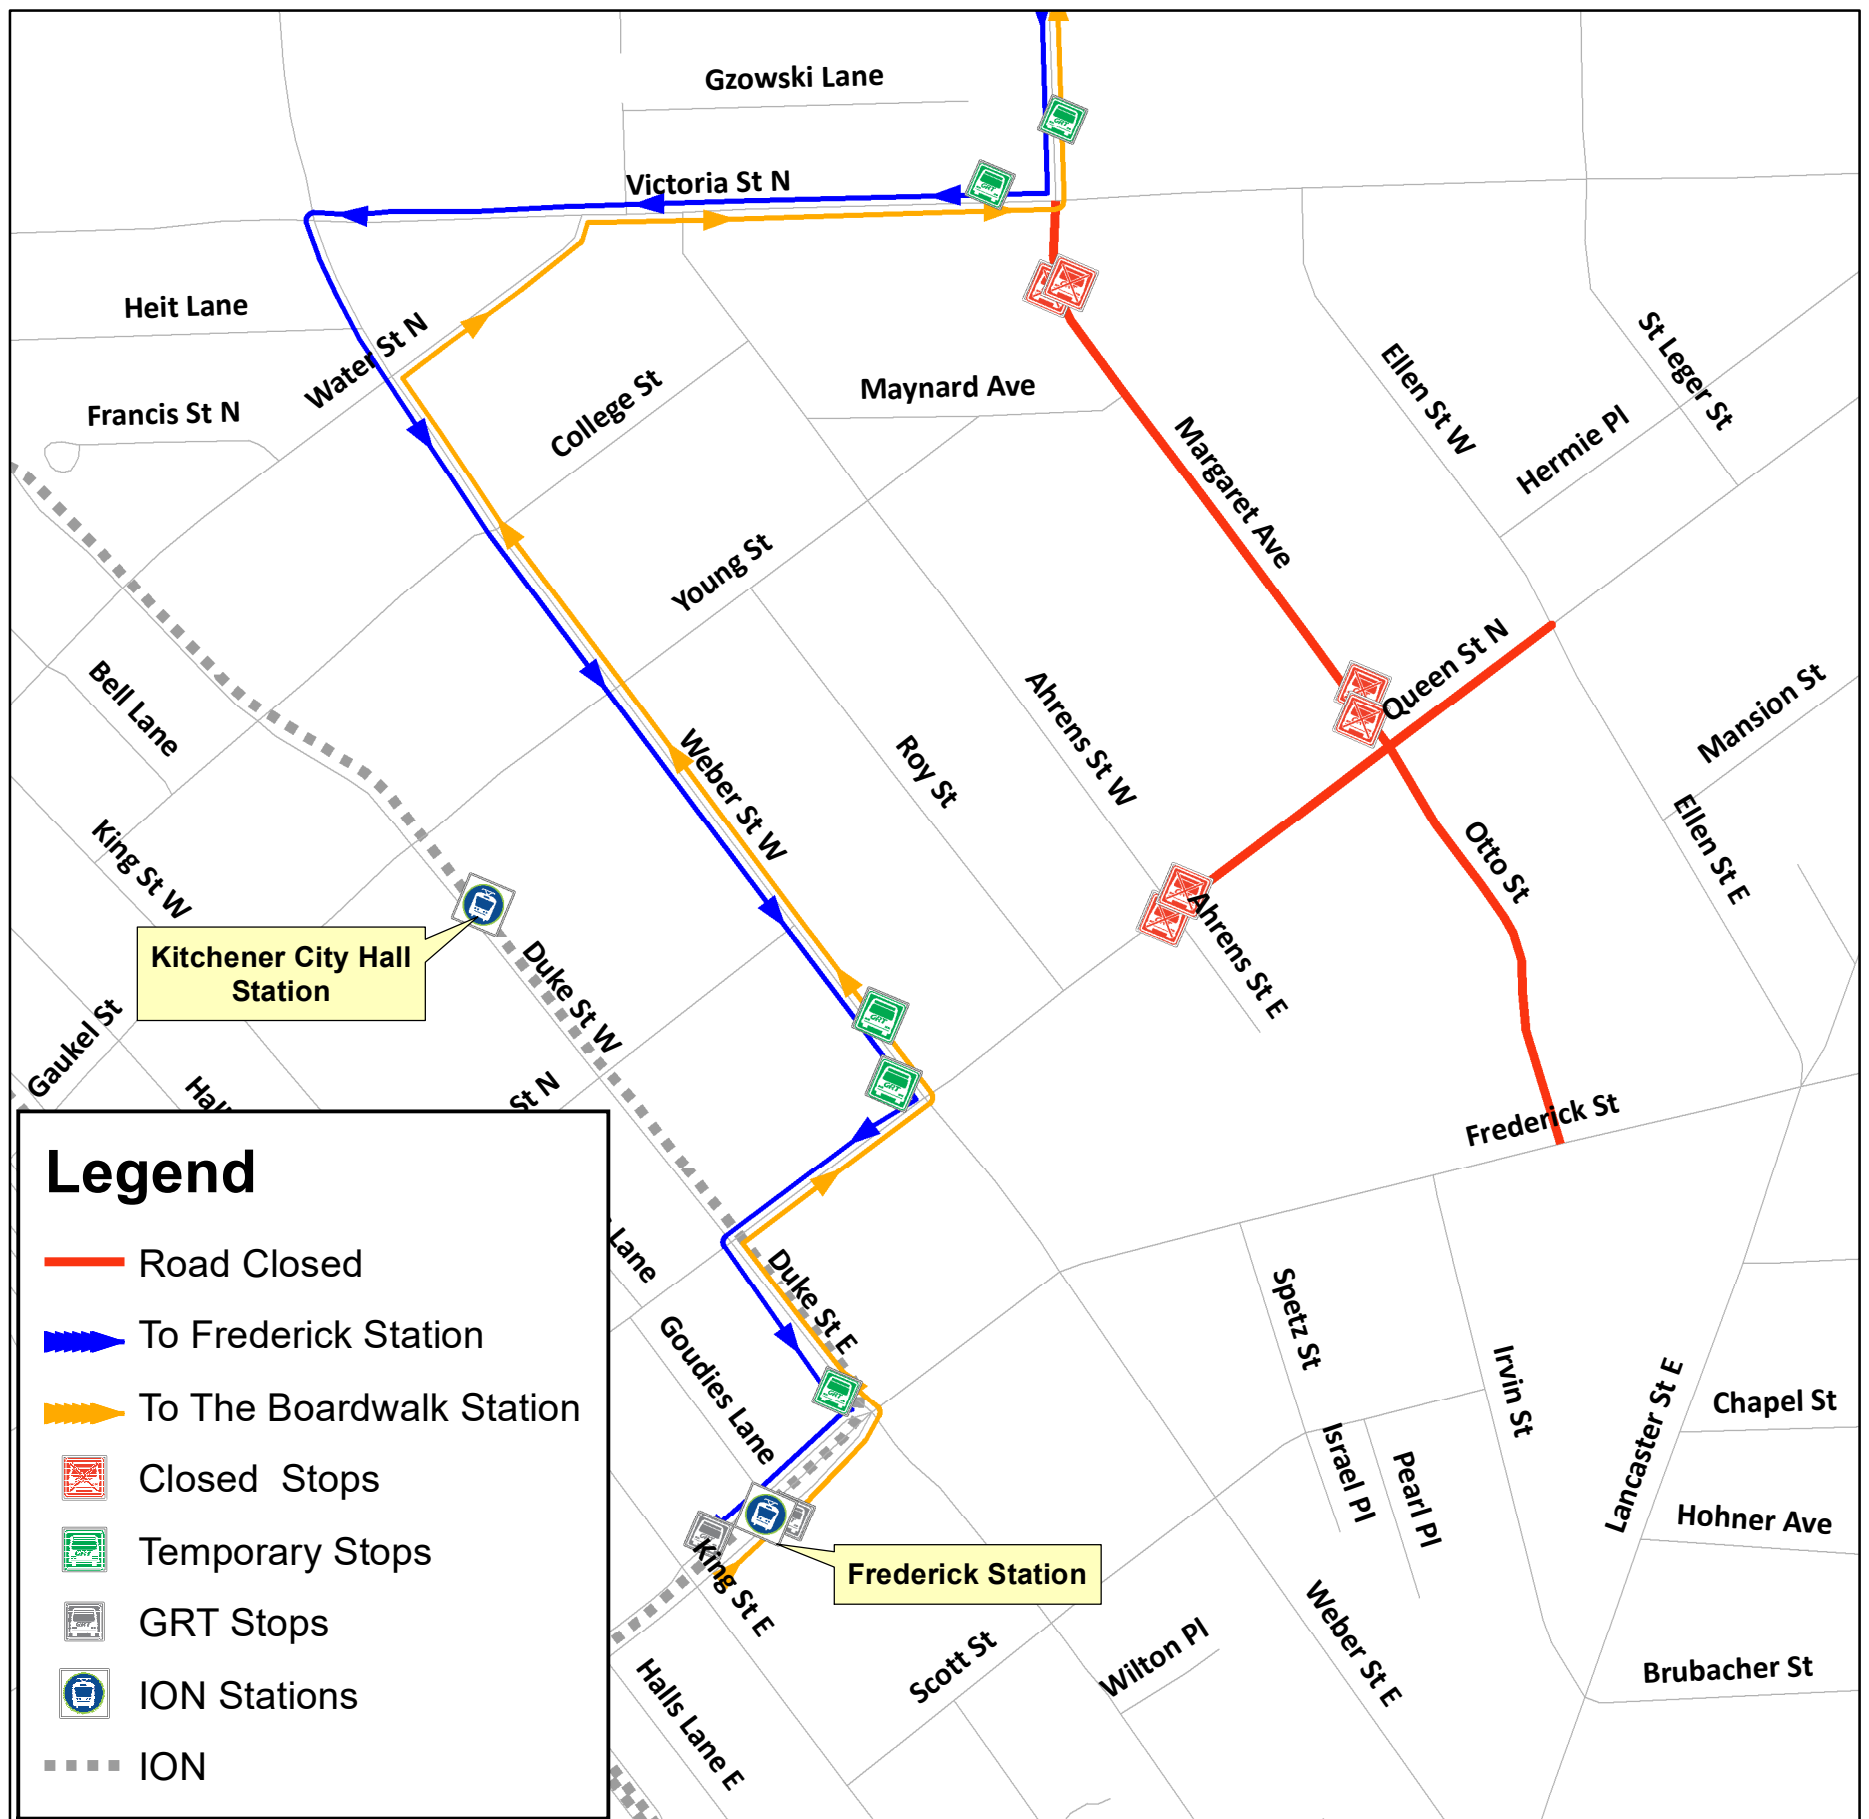 Gzowski Lane
Victoria St N
Heit Lane
Water St N
Francis St N
College St
Maynard Ave
Ellen St W
St Leger St
Hermie Pl
Margaret Ave
Young St
Queen St N
Mansion St
Bell Lane
Ahrens St W
Roy St
Weber St W
King St W
Otto St
Ellen St E
Ahrens St E
Kitchener City Hall
Station
Duke St W
Gaukel St
St N
Frederick St
Lane
Duke St E
Goudies Lane
Spetz St
Irvin St
Israel Pl
Pearl Pl
Lancaster St E
Chapel St
Hohner Ave
King St E
Frederick Station
Weber St E
Wilton Pl
Scott St
Halls Lane E
Brubacher St
Legend
Road Closed
To Frederick Station
To The Boardwalk Station
Closed  Stops
Temporary Stops
GRT Stops
ION Stations
ION